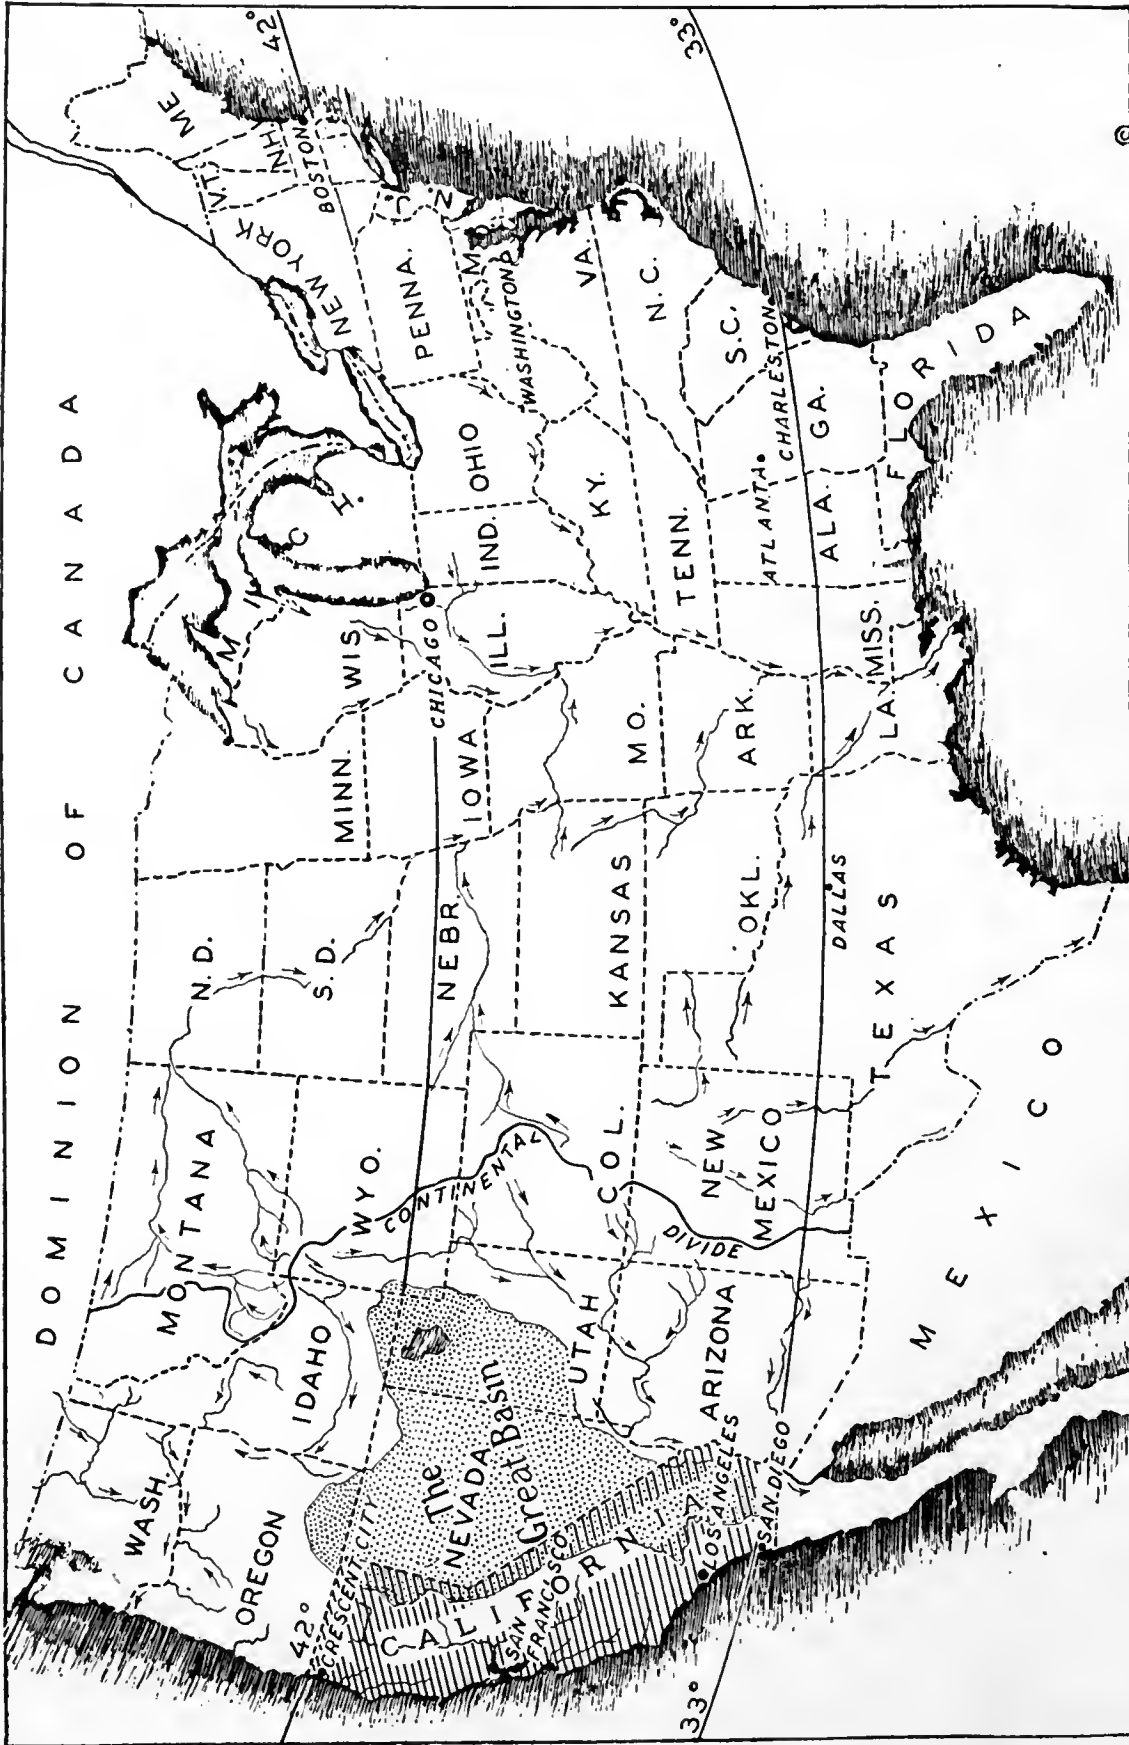 DOMINION OF CANADA
WASH
OREGON
IDAHO
MONTANA
WYO.
N.D.
S.D.
NEBR.
MINN.
IOWA
WIS
MICH.
CHICAGO
ILL.
IND.
OHIO
PENNA.
NEW YORK
VT.
N.H.
ME
BOSTON
N.J.
MD.
WASHINGTON
VA.
N.C.
S.C.
CHARLESTON
GA.
ATLANTA
ALA.
FLORIDA
MISS.
LA.
TENN.
KY.
MO.
ARK.
KANSAS
OKL.
DALLAS
TEXAS
COL.
NEW
MEXICO
CONTINENTAL
DIVIDE
UTAH
ARIZONA
The
NEVADA
Great Basin
CALIFORNIA
CRESCENT CITY
SAN
FRANCISCO
LOS ANGELES
SAN DIEGO
MEXICO
42°
42°
33°
33°
©